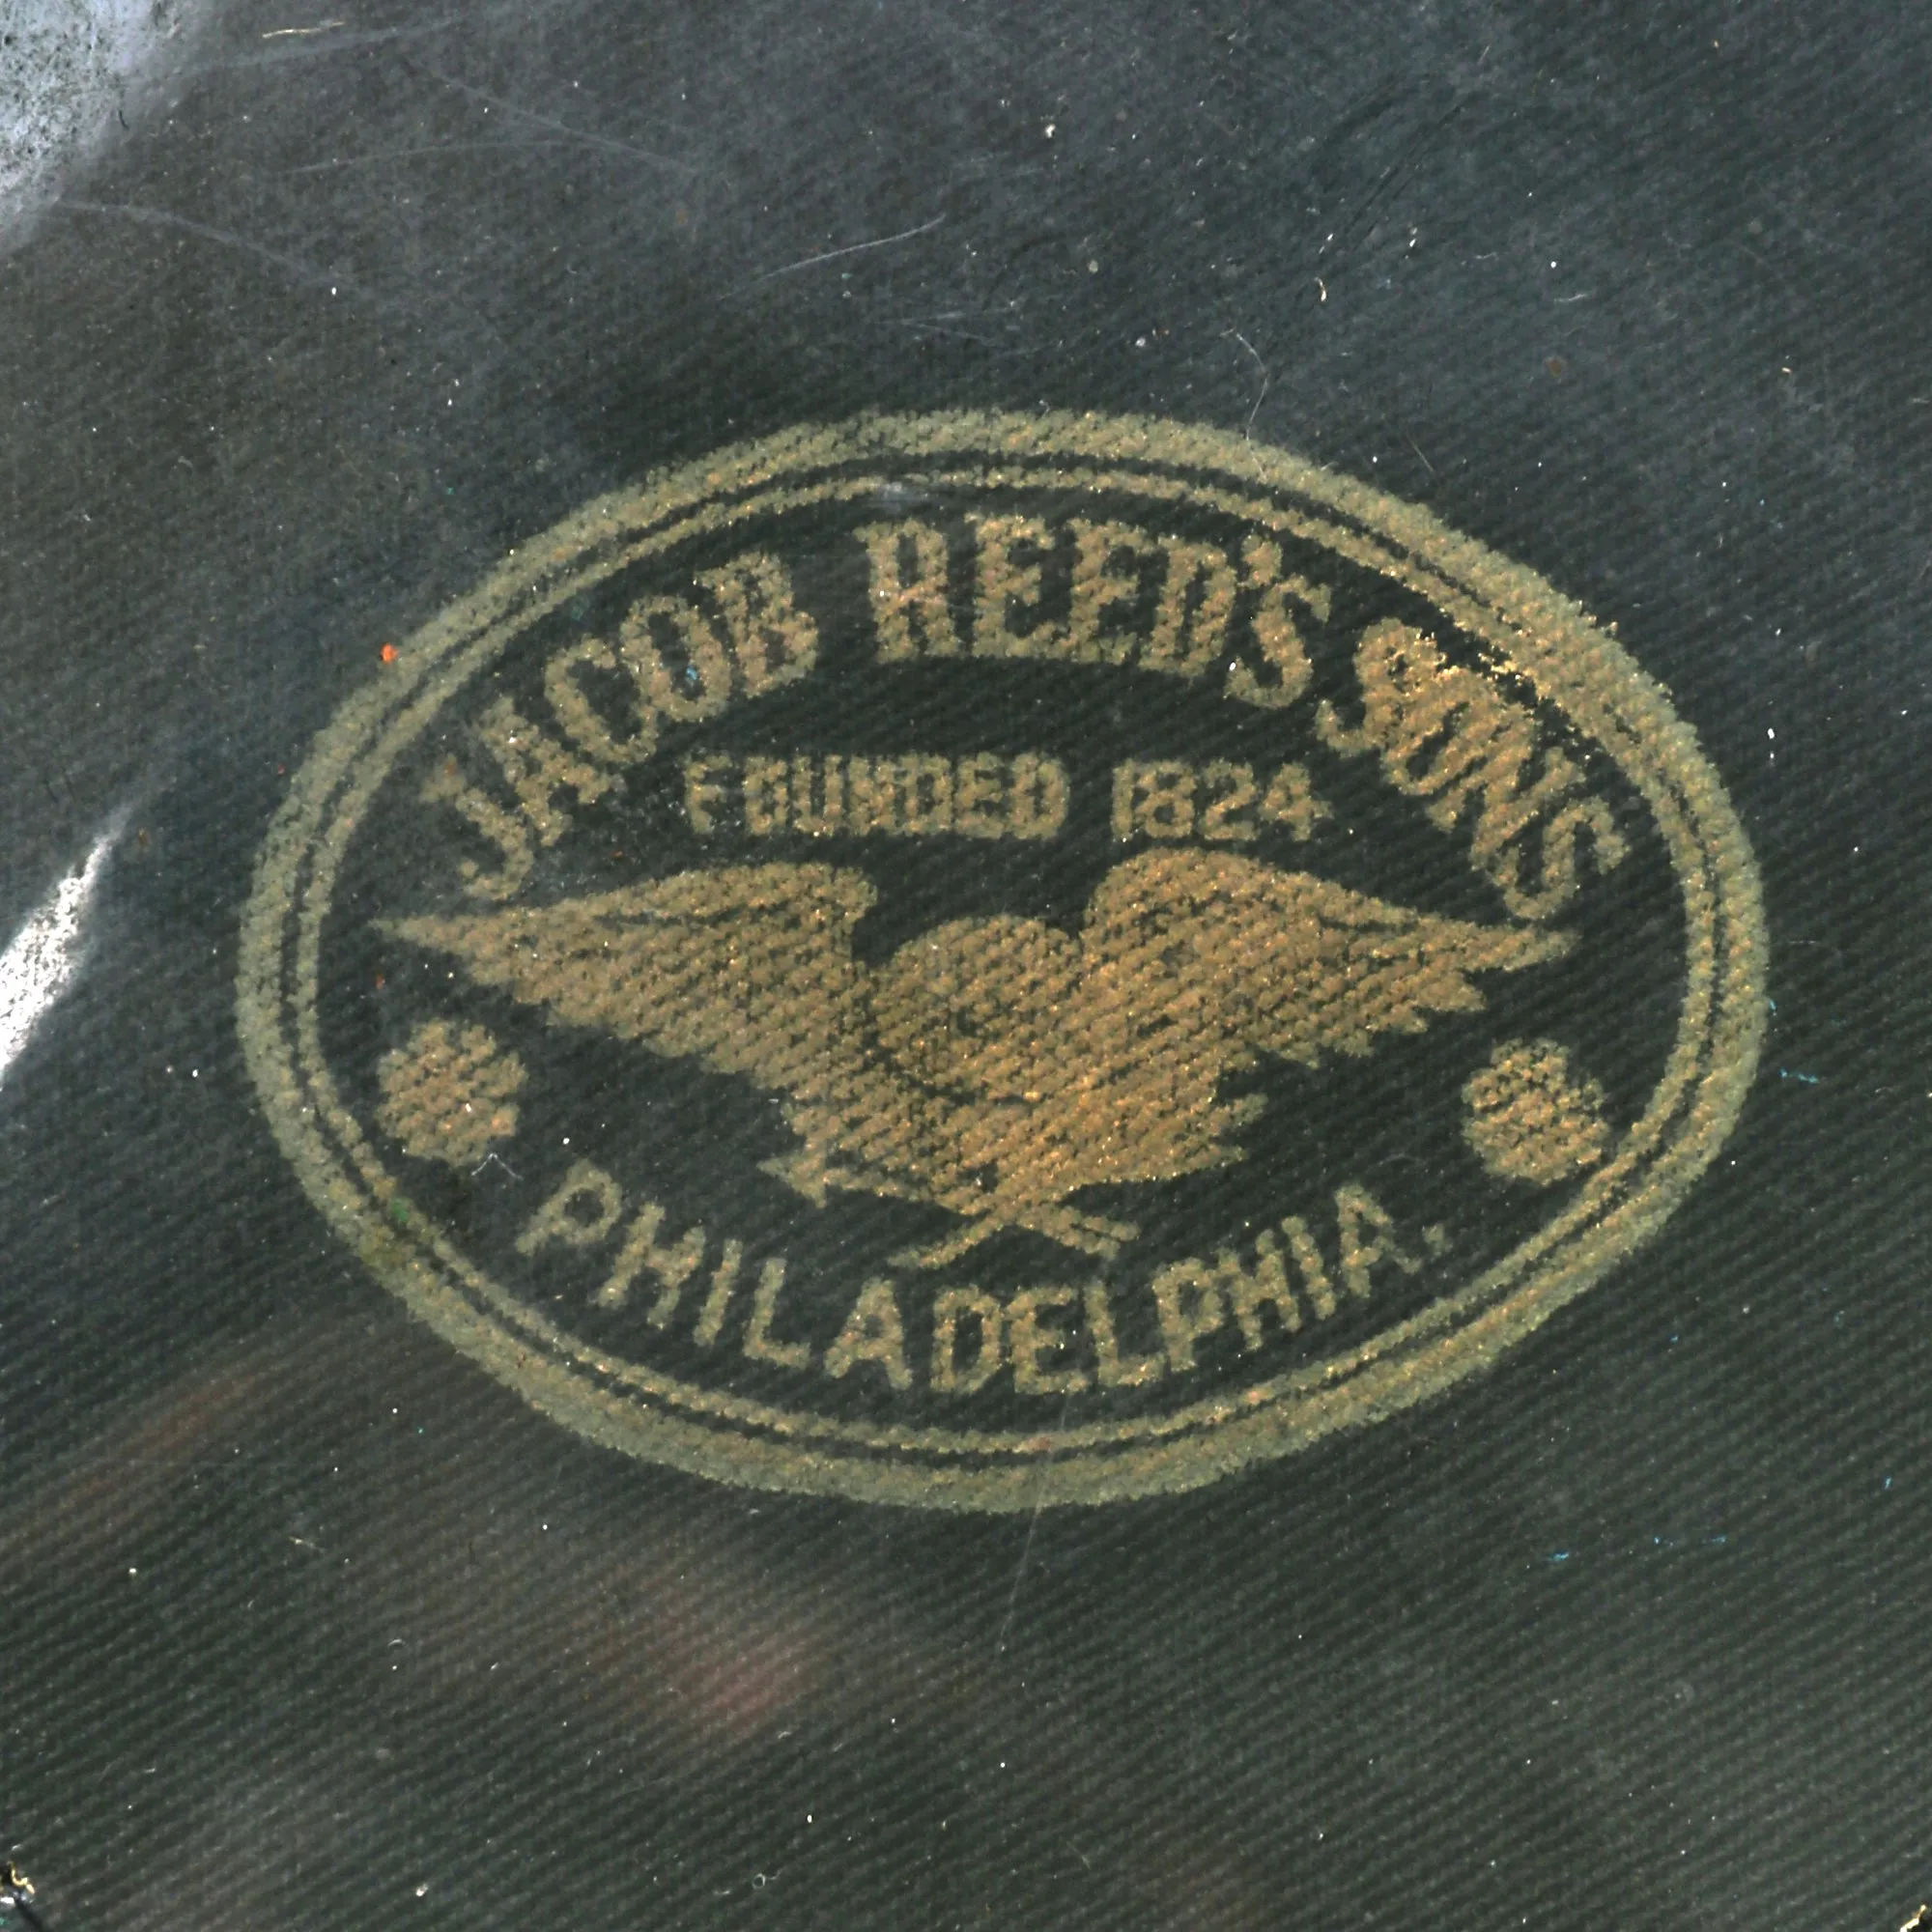 JACOB REED'S SONS
FOUNDED 1824
PHILADELPHIA.